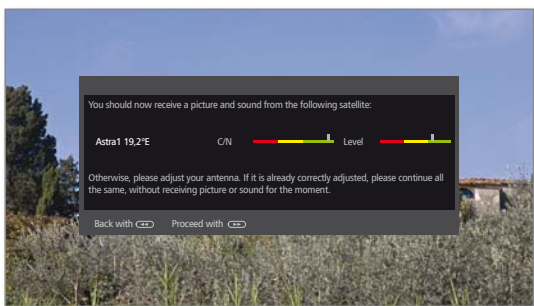 You should now receive a picture and sound from the following satellite:
Astra1 19,2°E C/N Level
Otherwise, please adjust your antenna. If it is already correctly adjusted, please continue all
the same, without receiving picture or sound for the moment.
Back with Proceed with